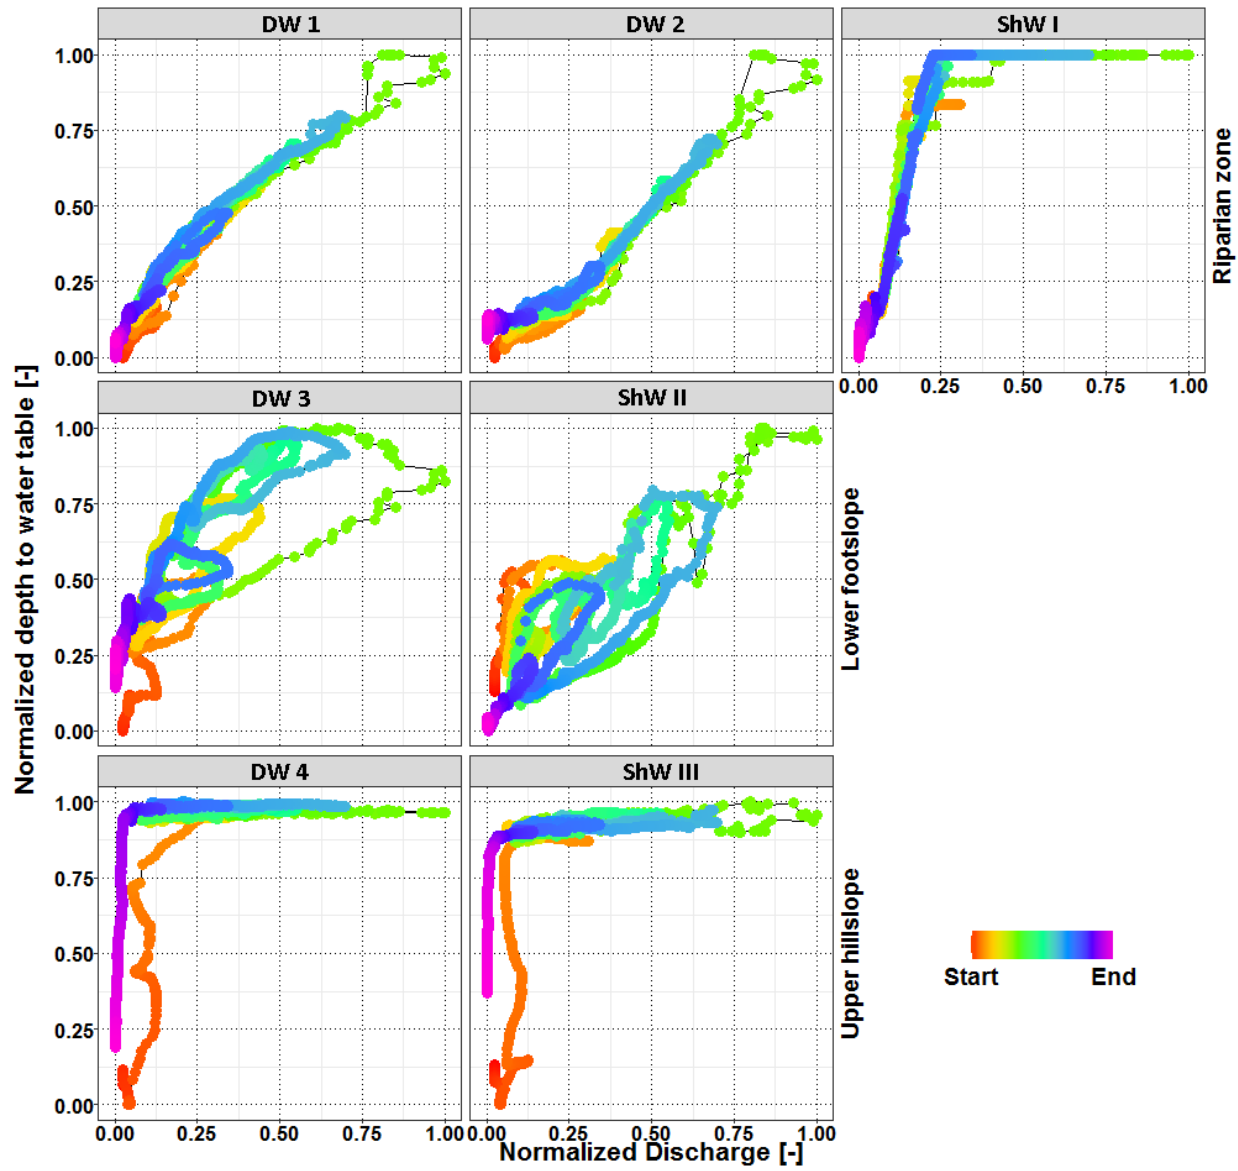 DW 1
DW 2
ShW I
1.00
0.75
0.50
0.25
0.00
Riparian zone
0.00 0.25 0.50 0.75 1.00
DW 3
ShW II
1.00
0.75
0.50
0.25
0.00
Lower footslope
Normalized depth to water table [-]
DW 4
ShW III
1.00
0.75
0.50
0.25
0.00
Upper hillslope
0.00 0.25 0.50 0.75 1.00
0.00 0.25 0.50 0.75 1.00
Normalized Discharge [-]
Start End